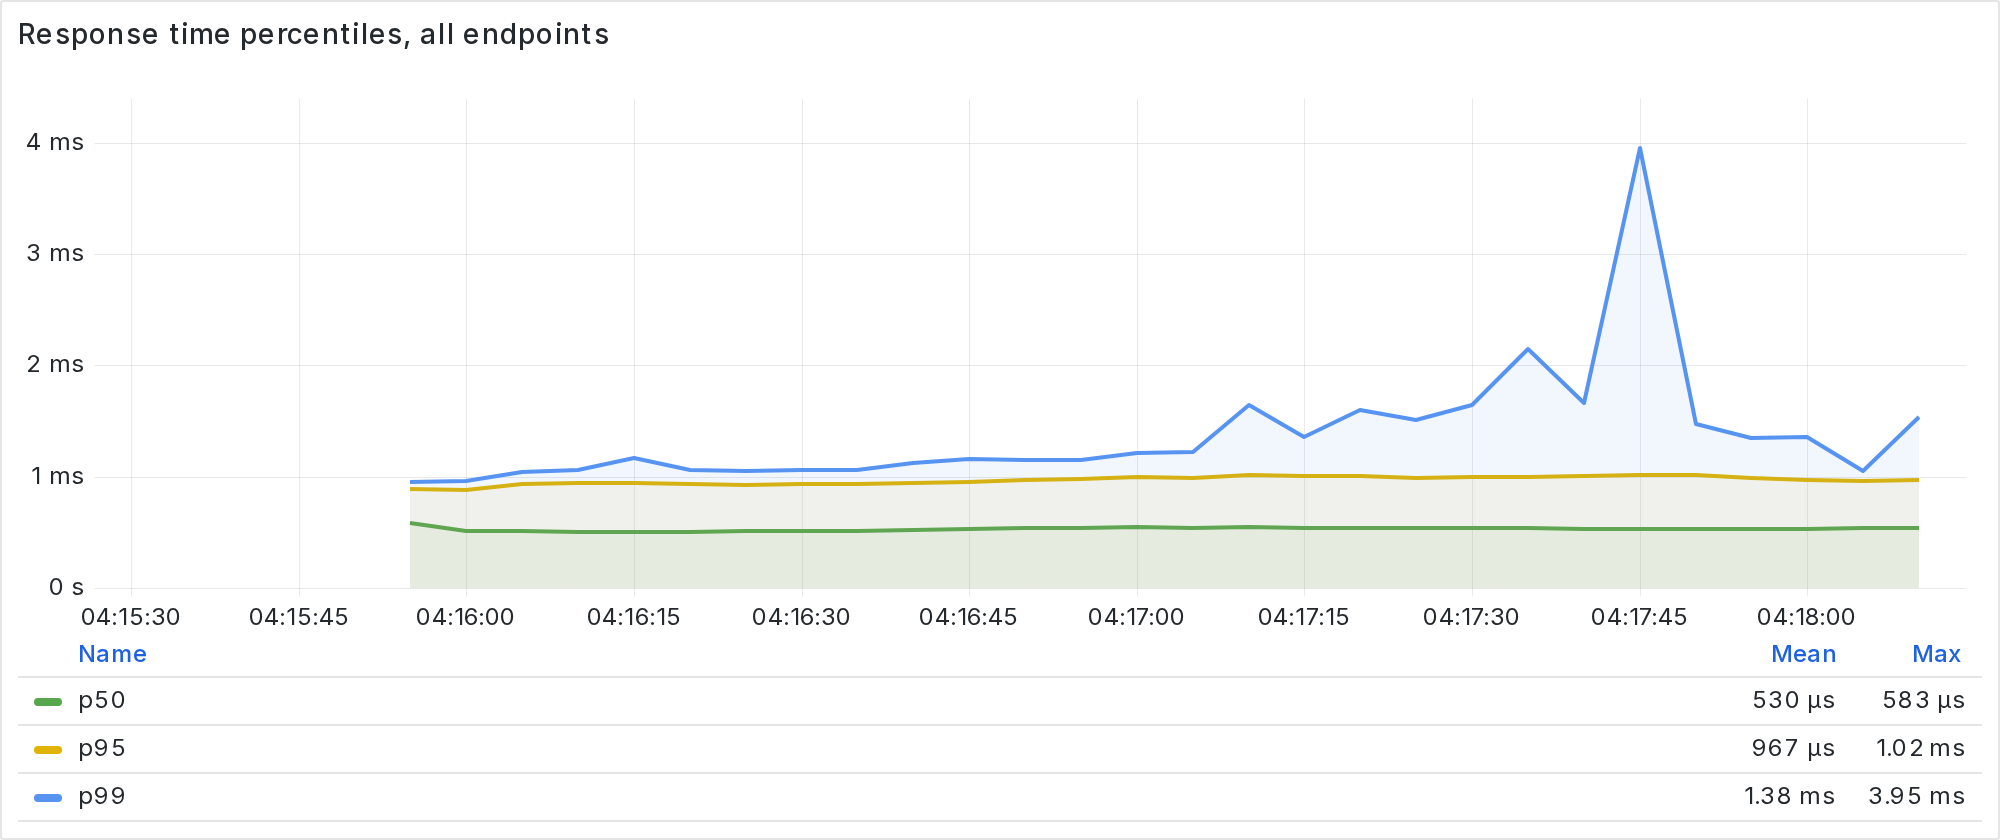 Response time percentiles, all endpoints
4 ms
3 ms
2 ms
1 ms
0 s
04:15:30 04:15:45 04:16:00 04:16:15 04:16:30 04:16:45 04:17:00 04:17:15 04:17:30 04:17:45 04:18:00
Name Mean Max
p50 530 µs 583 µs
p95 967 µs 1.02 ms
p99 1.38 ms 3.95 ms